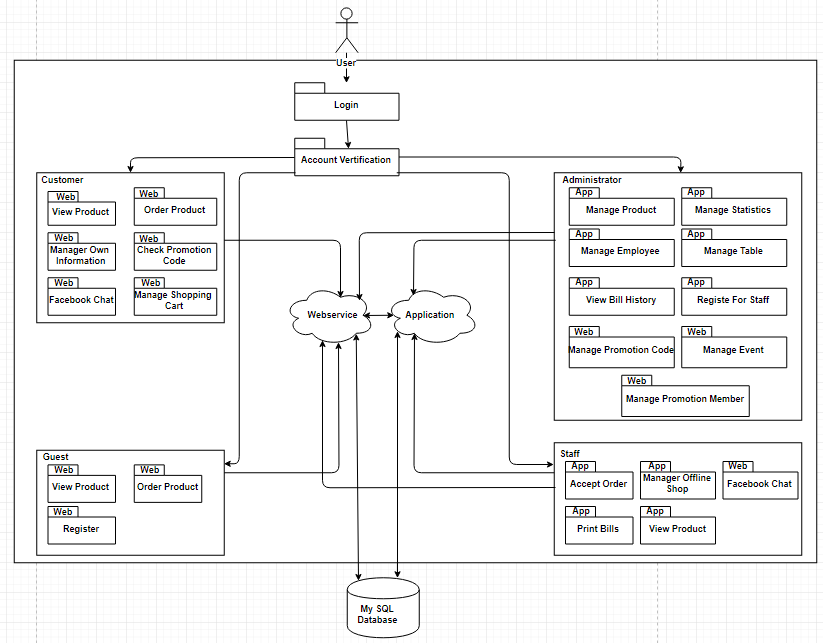 User
Login
Account Vertification
Customer
Web
View Product
Web
Order Product
Web
Manager Own
Information
Web
Check Promotion
Code
Web
Facebook Chat
Web
Manage Shopping
Cart
Administrator
App
Manage Product
App
Manage Statistics
App
Manage Employee
App
Manage Table
App
View Bill History
App
Registe For Staff
Web
Manage Promotion Code
Web
Manage Event
Web
Manage Promotion Member
Webservice
Application
Guest
Web
View Product
Web
Order Product
Web
Register
Staff
App
Accept Order
App
Manager Offline
Shop
Web
Facebook Chat
App
Print Bills
App
View Product
My SQL
Database